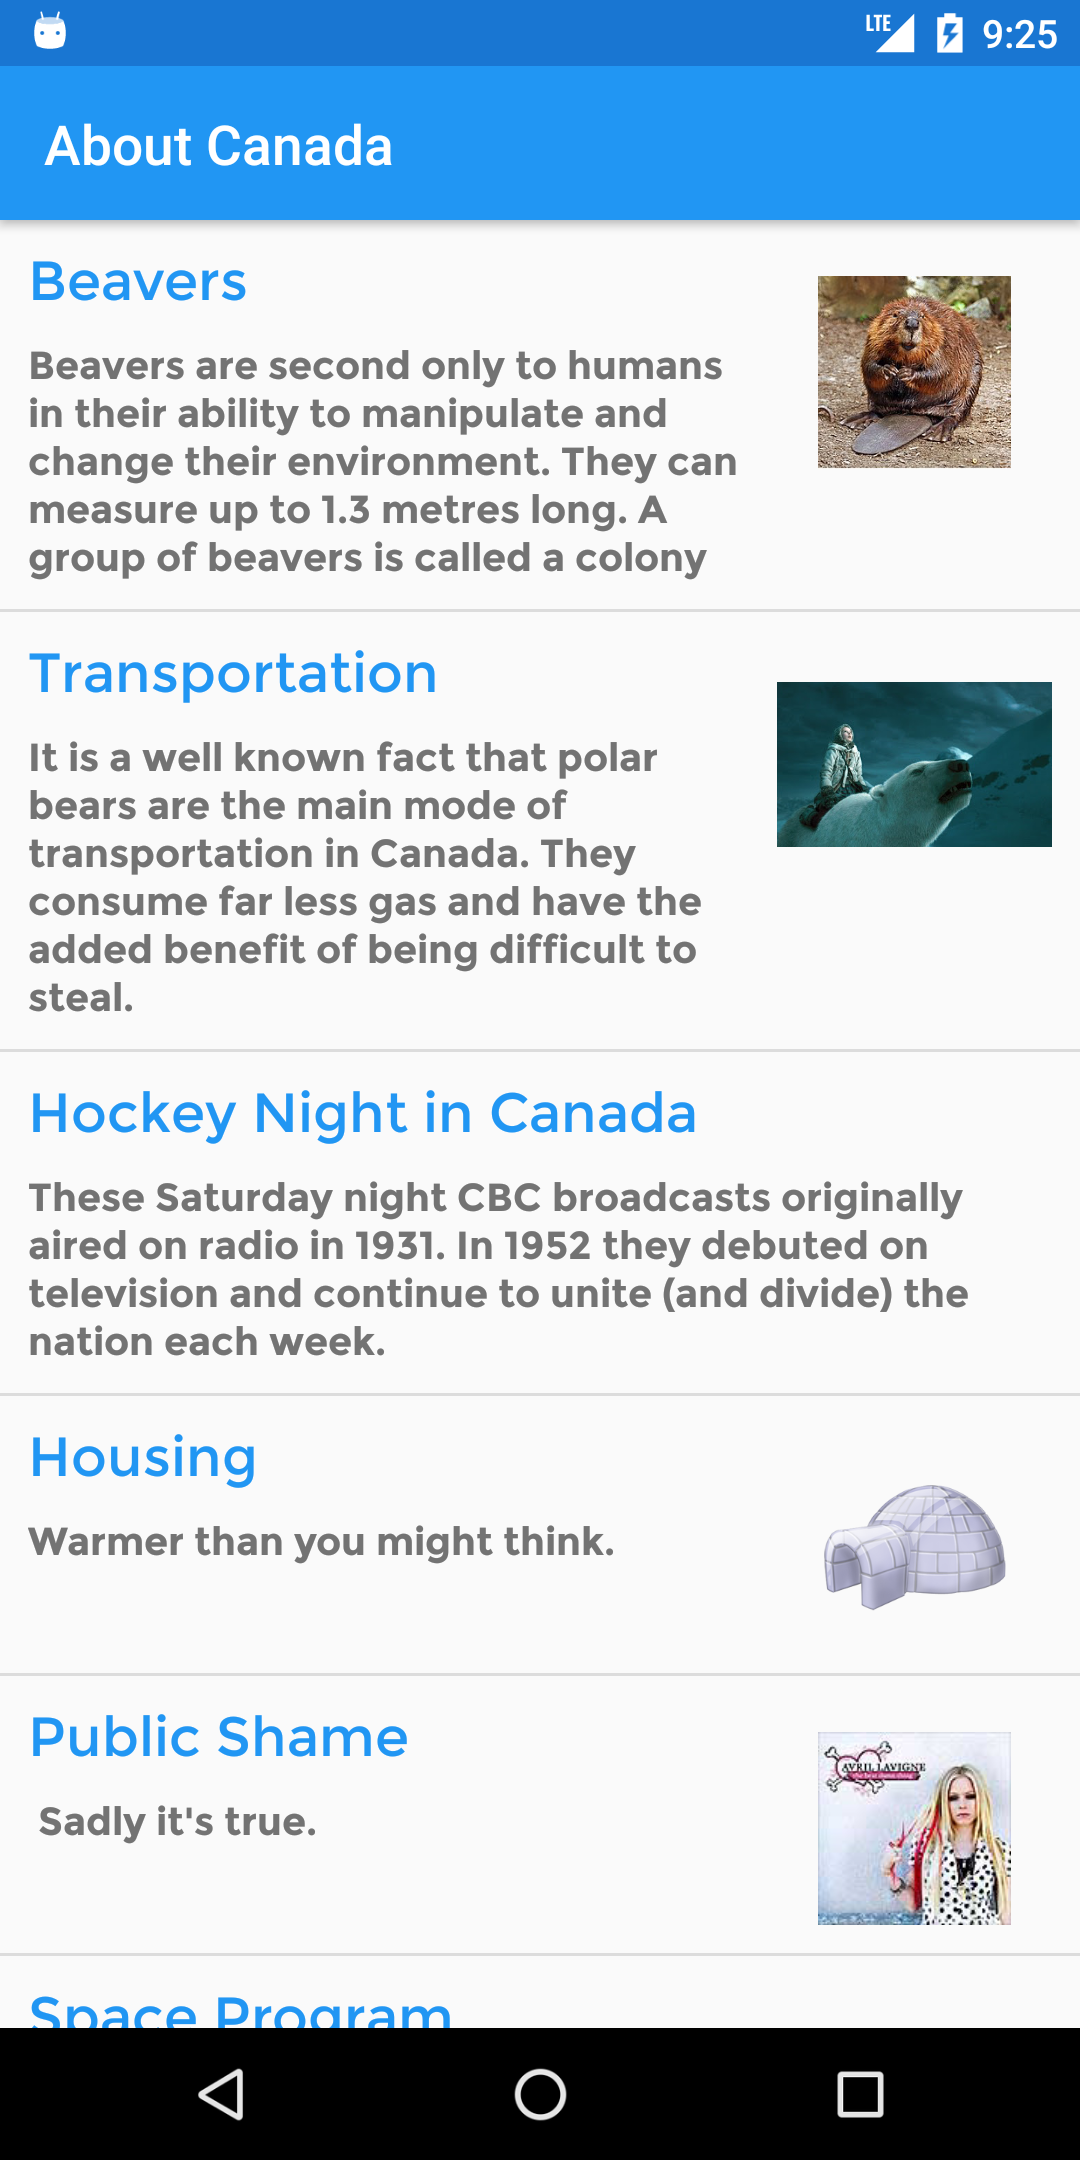 LTE 9:25
About Canada
Beavers
Beavers are second only to humans
in their ability to manipulate and
change their environment. They can
measure up to 1.3 metres long. A
group of beavers is called a colony
Transportation
It is a well known fact that polar
bears are the main mode of
transportation in Canada. They
consume far less gas and have the
added benefit of being difficult to
steal.
Hockey Night in Canada
These Saturday night CBC broadcasts originally
aired on radio in 1931. In 1952 they debuted on
television and continue to unite (and divide) the
nation each week.
Housing
Warmer than you might think.
Public Shame
Sadly it's true.
AVRIL LAVIGNE
the best damn thing
Space Program